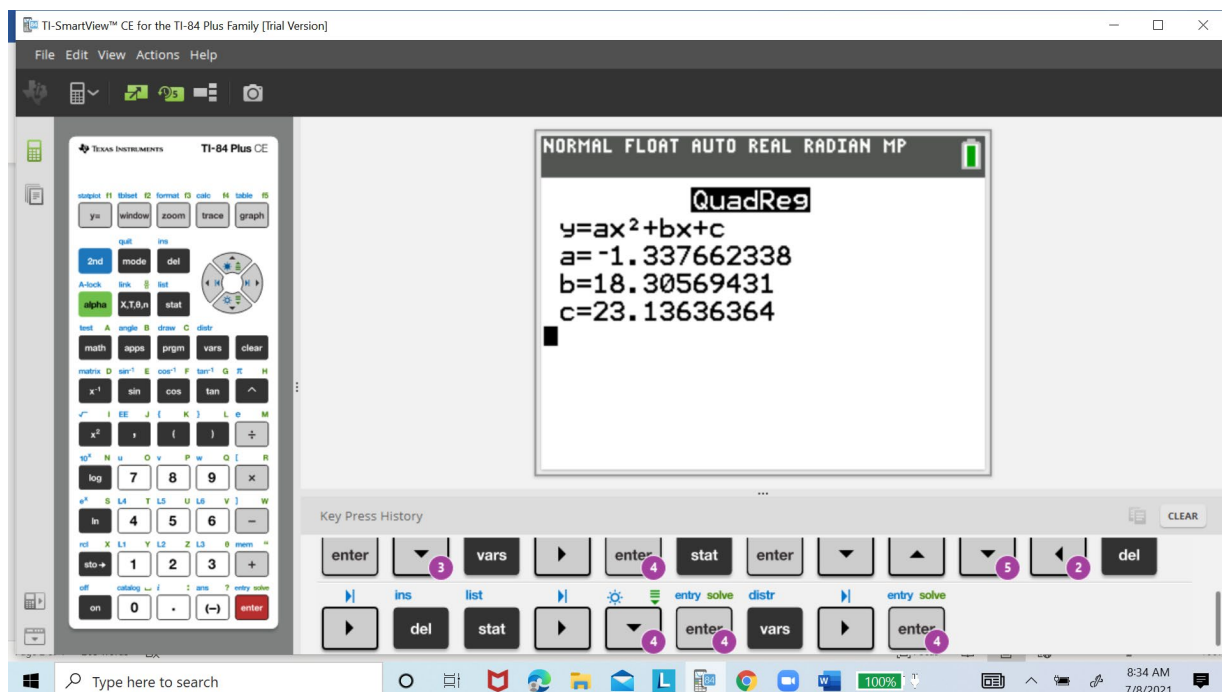 TI-SmartView™ CE for the TI-84 Plus Family [Trial Version]
File Edit View Actions Help
TEXAS INSTRUMENTS TI-84 Plus CE
statplot f1 tblset f2 format f3 calc f4 table f5
y= window zoom trace graph
quit ins
2nd mode del
A-lock link list
alpha X,T,θ,n stat
test A angle B draw C distr
math apps prgm vars clear
matrix D sin⁻¹ E cos⁻¹ F tan⁻¹ G π H
x⁻¹ sin cos tan ^
√ I EE J { K } L e M
x² , ( ) ÷
10ˣ N u O v P w Q [ R
log 7 8 9 ×
eˣ S L4 T L5 U L6 V ] W
ln 4 5 6 −
rcl X L1 Y L2 Z L3 θ mem "
sto→ 1 2 3 +
off catalog i : ans ? entry solve
on 0 . (−) enter
NORMAL FLOAT AUTO REAL RADIAN MP
QuadReg
y=ax²+bx+c
a=-1.337662338
b=18.30569431
c=23.13636364
Key Press History
CLEAR
enter 3 vars enter 4 stat enter 5 2 del
ins list entry solve distr entry solve
del stat 4 enter 4 vars enter 4
Type here to search
L
84
W
100%
8:34 AM
7/8/2021